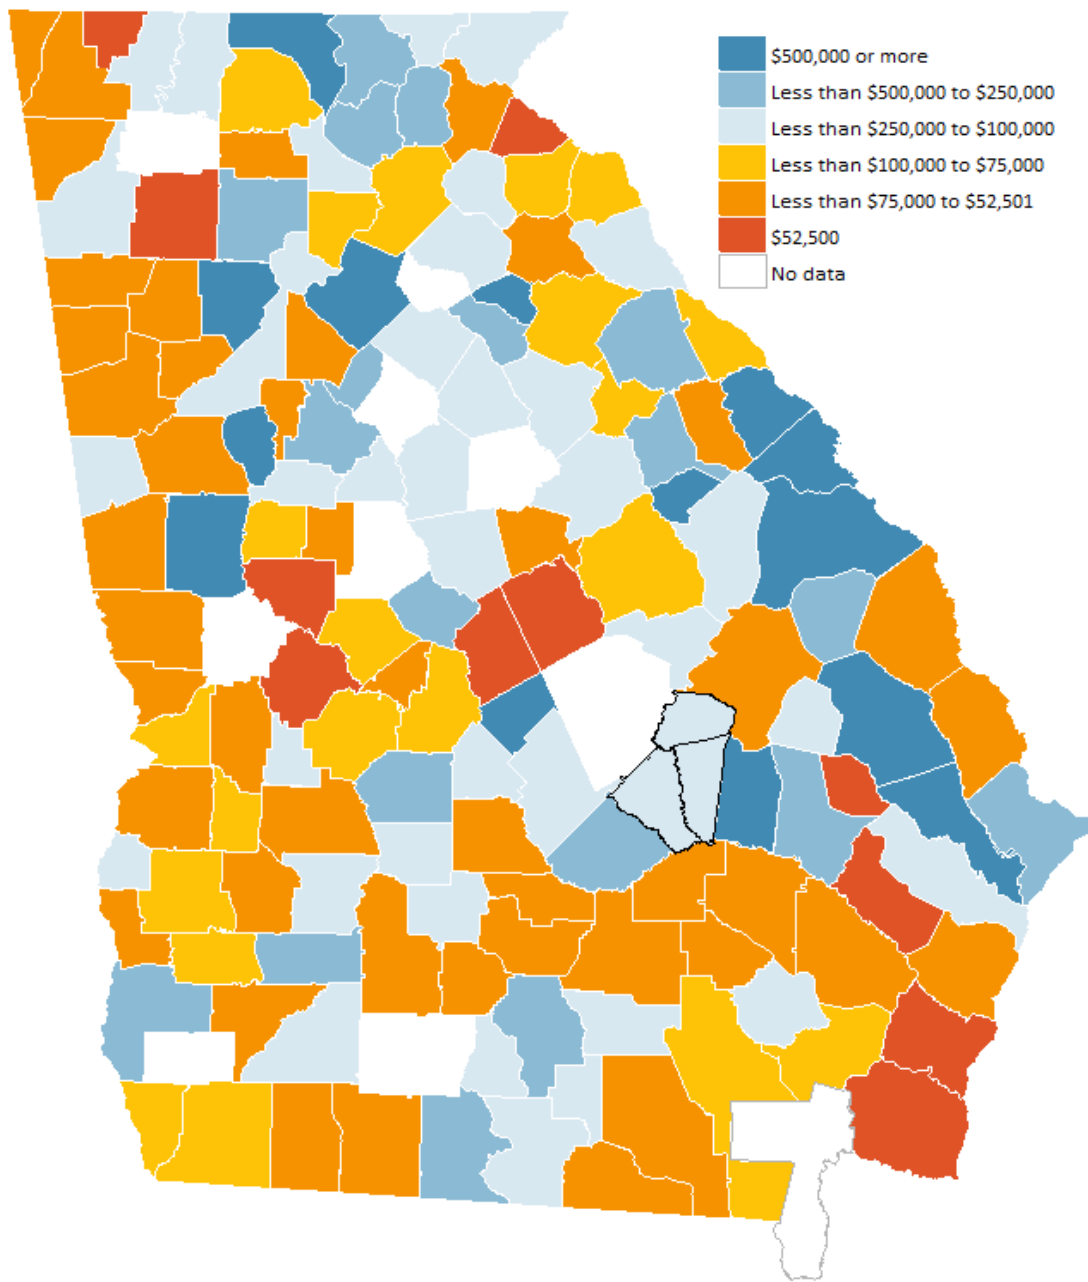 $500,000 or more
Less than $500,000 to $250,000
Less than $250,000 to $100,000
Less than $100,000 to $75,000
Less than $75,000 to $52,501
$52,500
No data